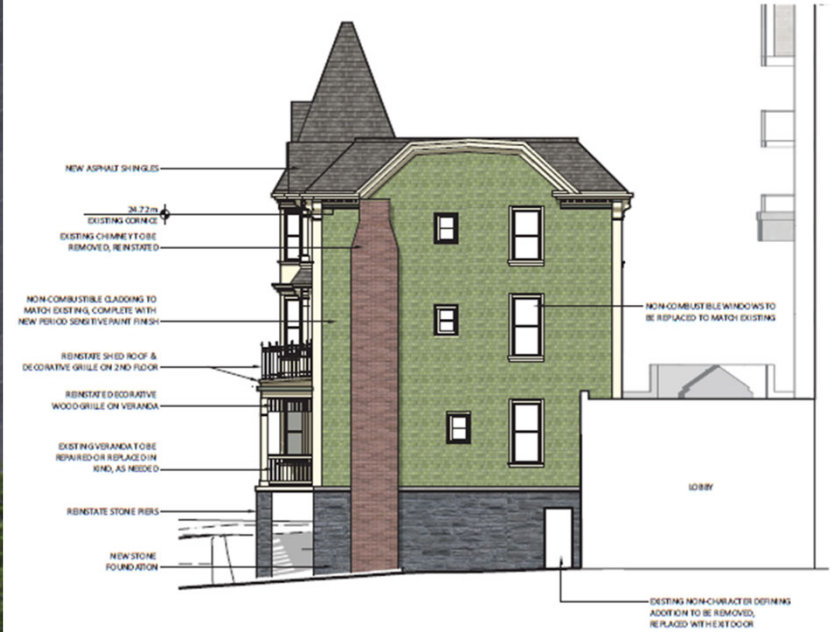 NEW ASPHALT SHINGLES
24.72m
EXISTING CORNICE
EXISTING CHIMNEY TO BE
REMOVED, REINSTATED
NON-COMBUSTIBLE CLADDING TO
MATCH EXISTING, COMPLETE WITH
NEW PERIOD SENSITIVE PAINT FINISH
REINSTATE SHED ROOF &
DECORATIVE GRILLE ON 2ND FLOOR
REINSTATE DECORATIVE
WOOD GRILLE ON VERANDA
EXISTING VERANDA TO BE
REPAIRED OR REPLACED IN
KIND, AS NEEDED
REINSTATE STONE PIERS
NEW STONE
FOUNDATION
NON-COMBUSTIBLE WINDOWS TO
BE REPLACED TO MATCH EXISTING
LOBBY
EXISTING NON-CHARACTER DEFINING
ADDITION TO BE REMOVED,
REPLACED WITH EXIT DOOR